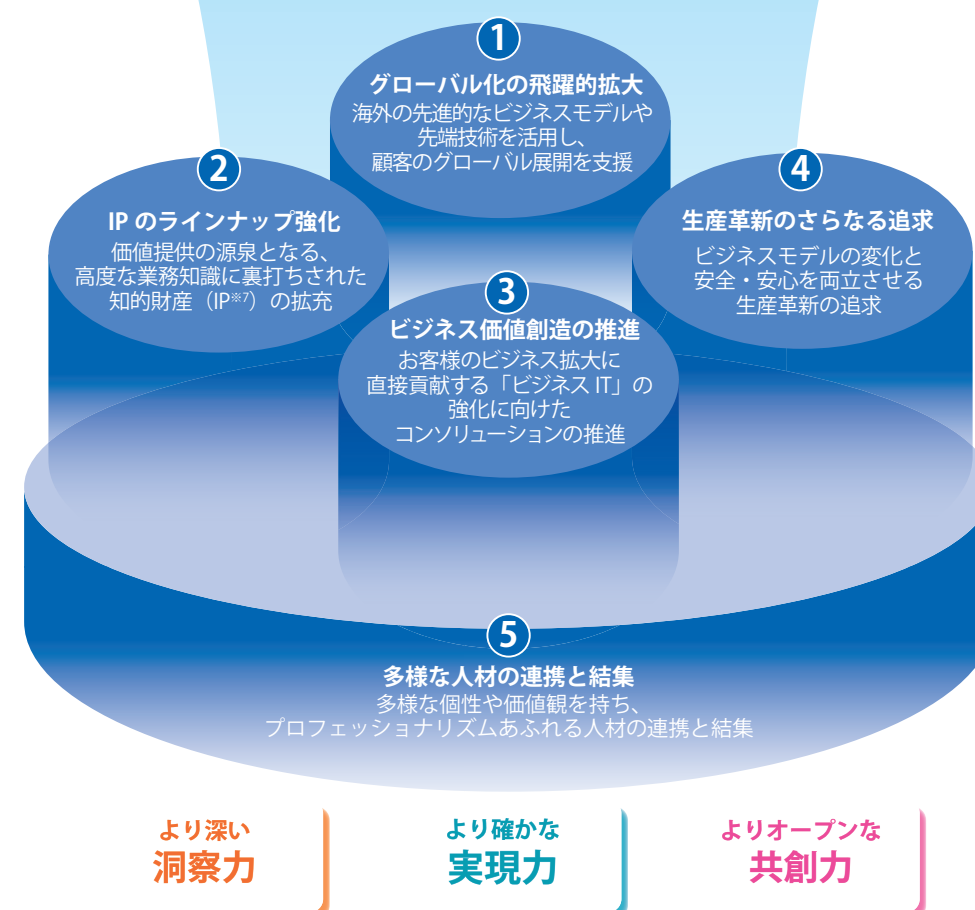 1
グローバル化の飛躍的拡大
海外の先進的なビジネスモデルや
先端技術を活用し、
顧客のグローバル展開を支援
2
IP のラインナップ強化
価値提供の源泉となる、
高度な業務知識に裏打ちされた
知的財産（IP※7）の拡充
3
ビジネス価値創造の推進
お客様のビジネス拡大に
直接貢献する「ビジネス IT」の
強化に向けた
コンソリューションの推進
4
生産革新のさらなる追求
ビジネスモデルの変化と
安全・安心を両立させる
生産革新の追求
5
多様な人材の連携と結集
多様な個性や価値観を持ち、
プロフェッショナリズムあふれる人材の連携と結集
より深い
洞察力
より確かな
実現力
よりオープンな
共創力